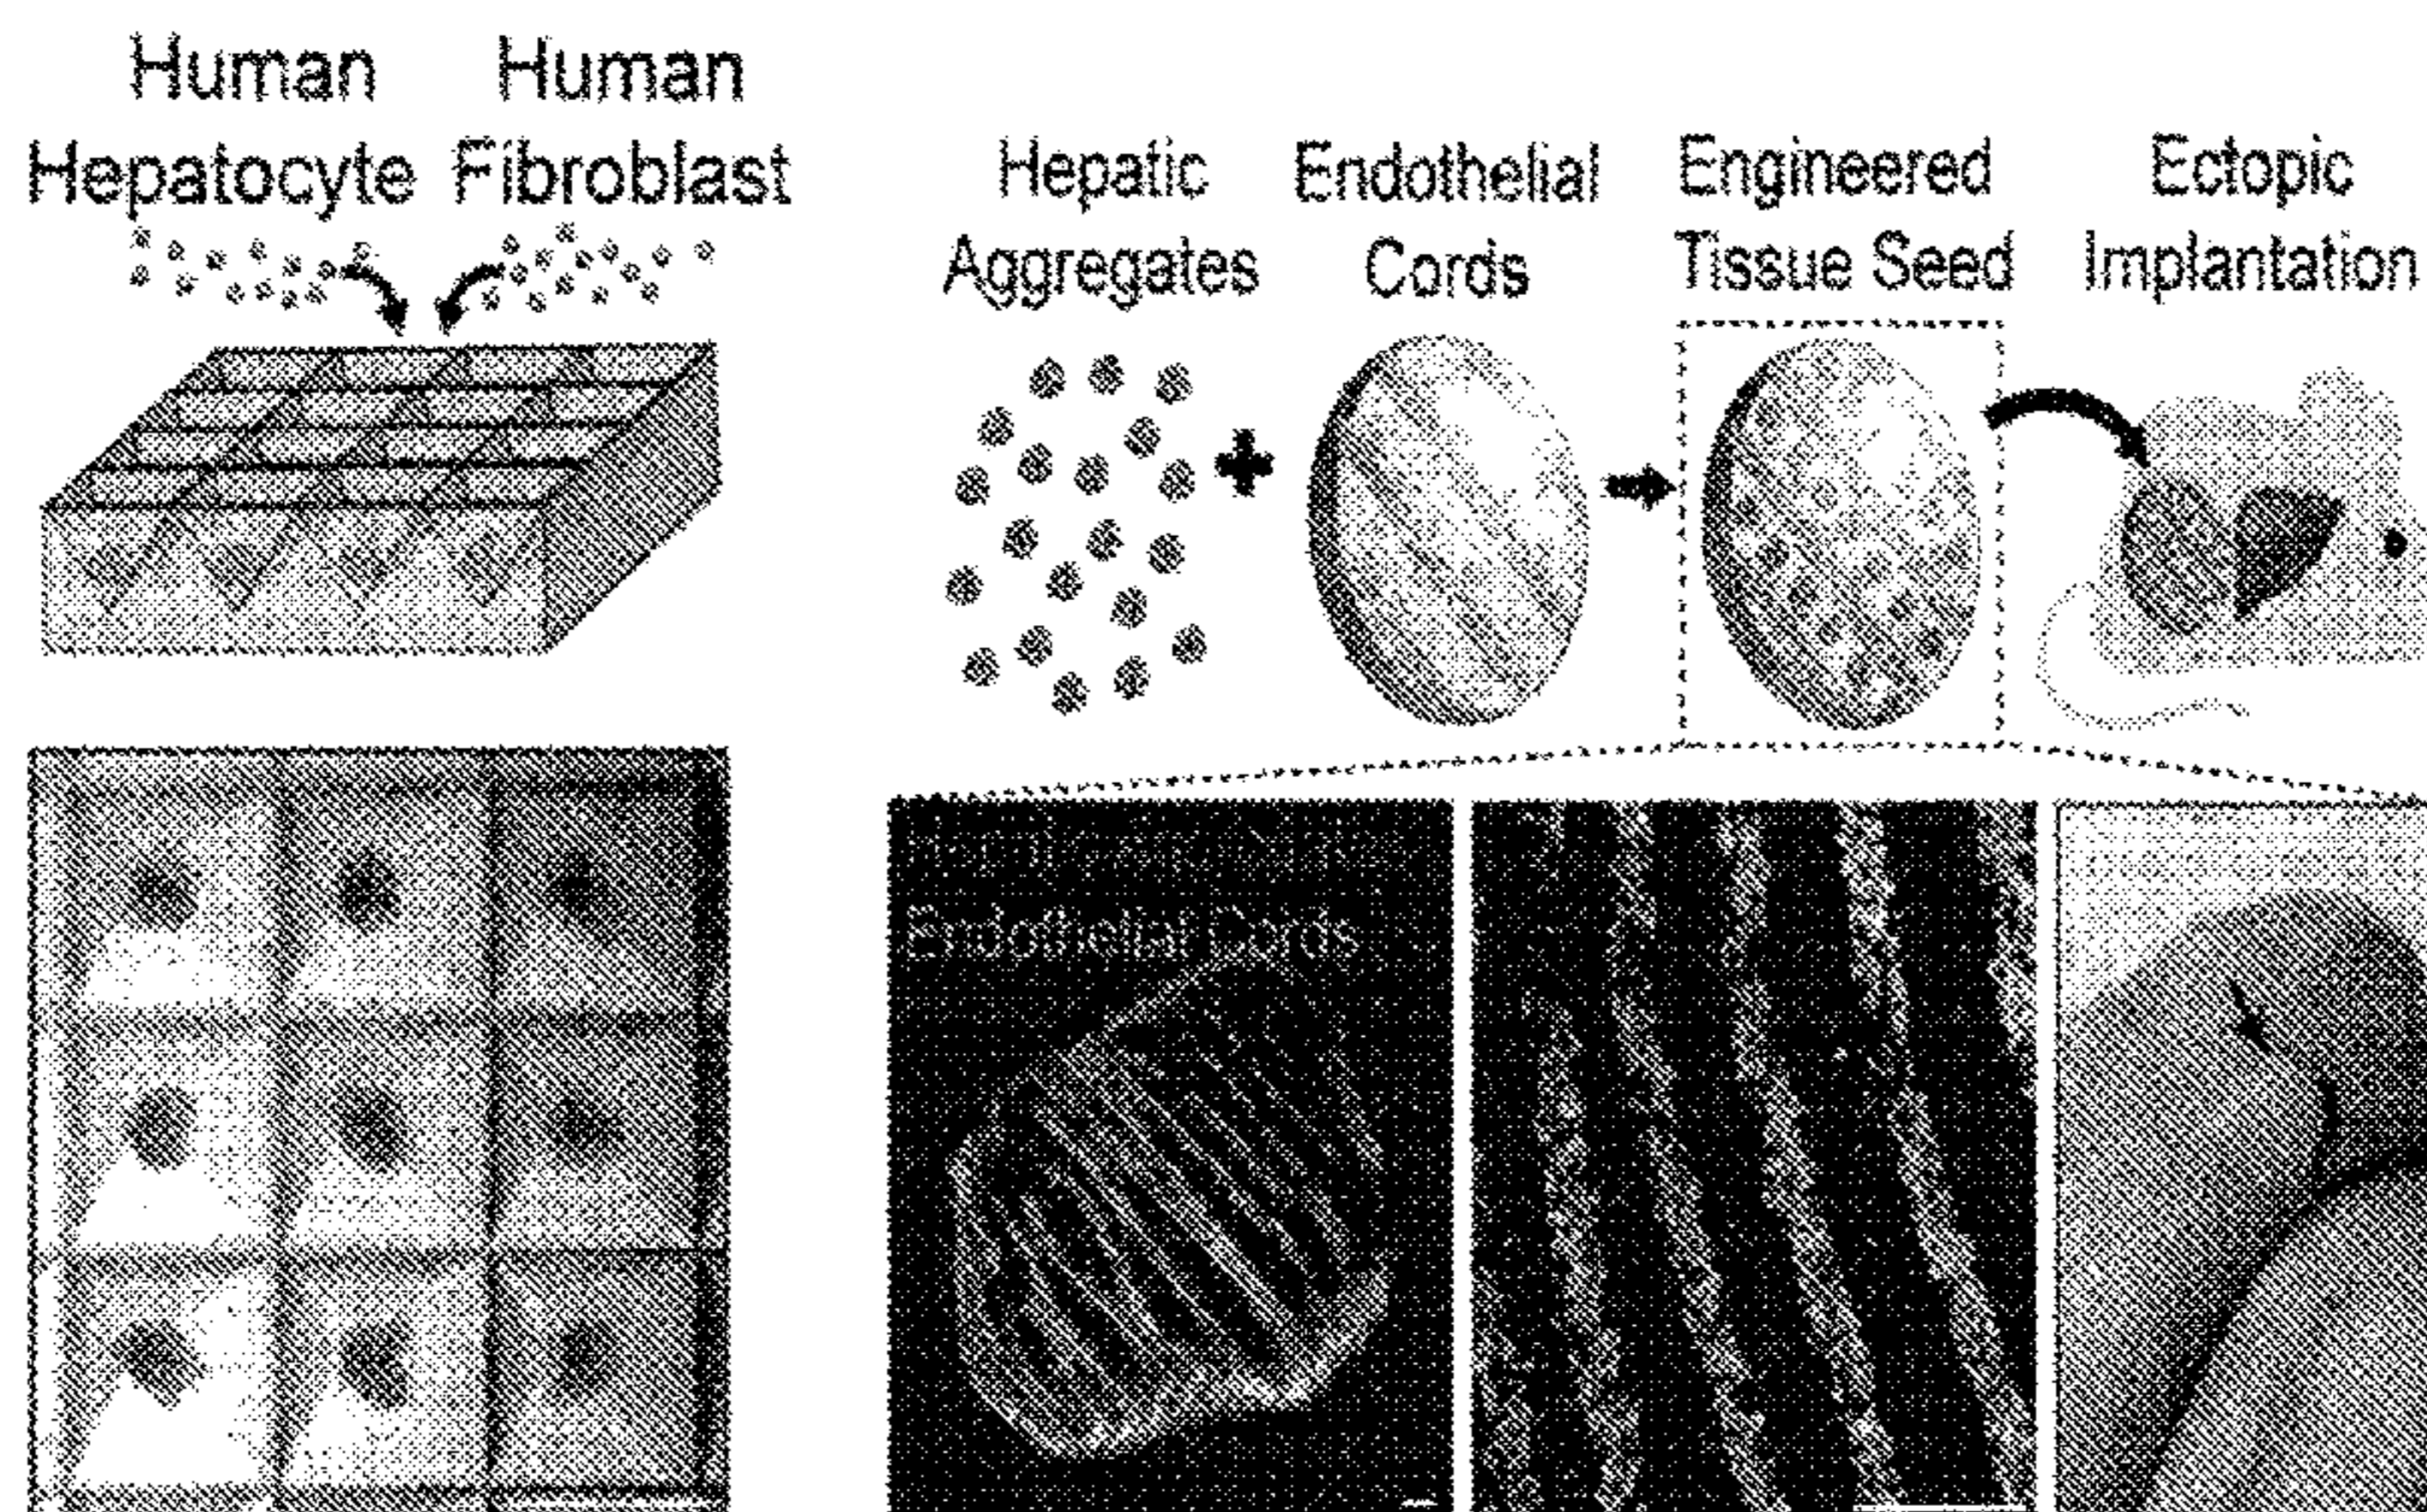 Human Human
Hepatocyte Fibroblast
Hepatic
Aggregates
Endothelial
Cords
Engineered
Tissue Seed
Ectopic
Implantation
Endothelial Cords